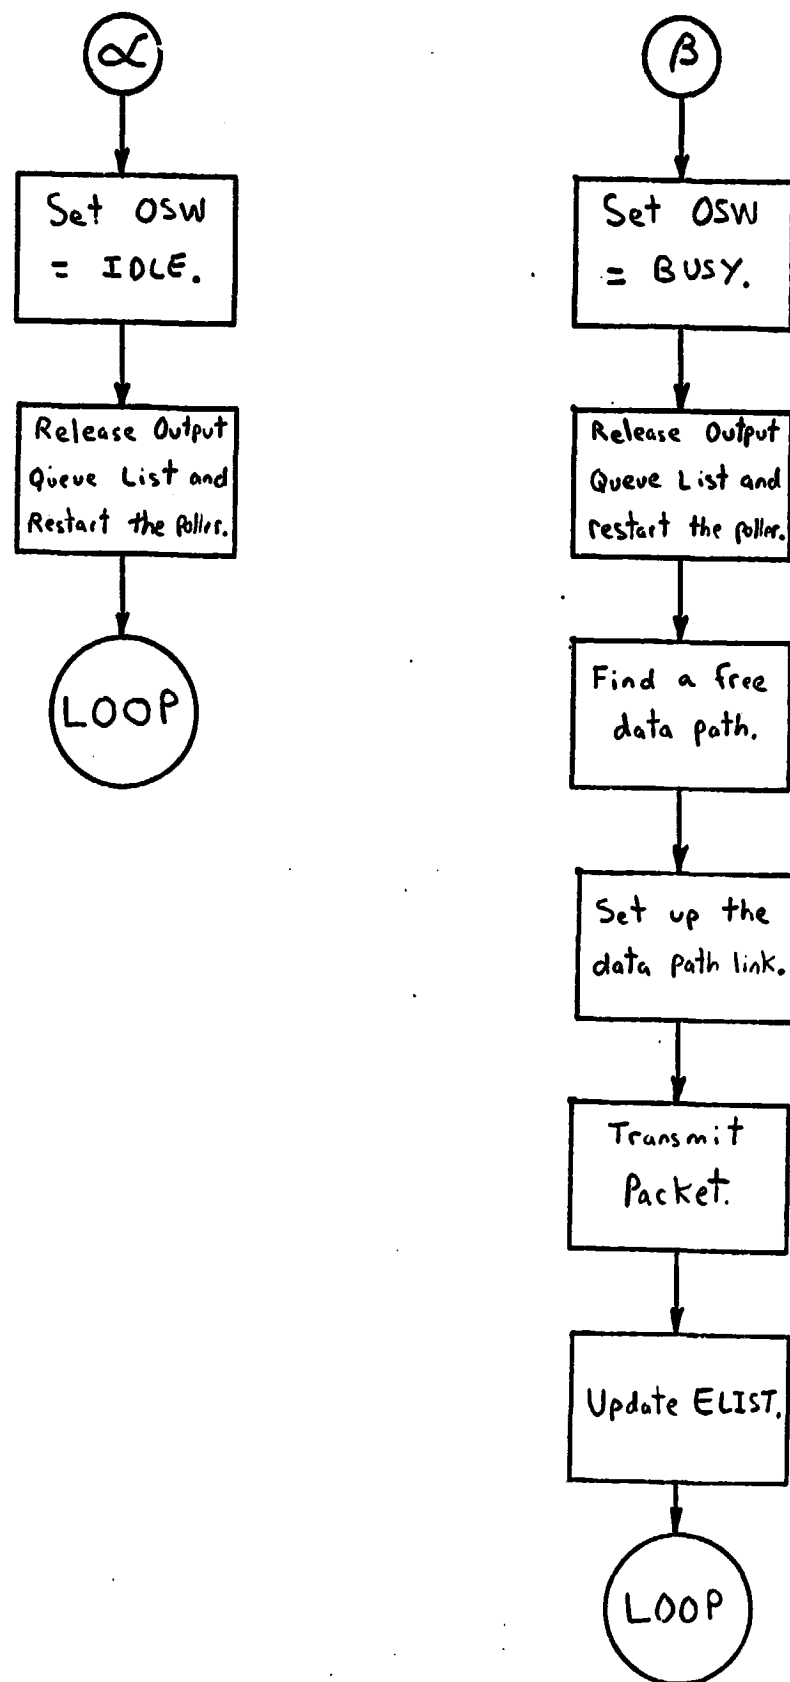 α
Set OSW
= IDLE.
Release Output
Queue List and
Restart the Poller.
LOOP
β
Set OSW
= BUSY.
Release Output
Queue List and
restart the poller.
Find a free
data path.
Set up the
data path link.
Transmit
Packet.
Update ELIST.
LOOP